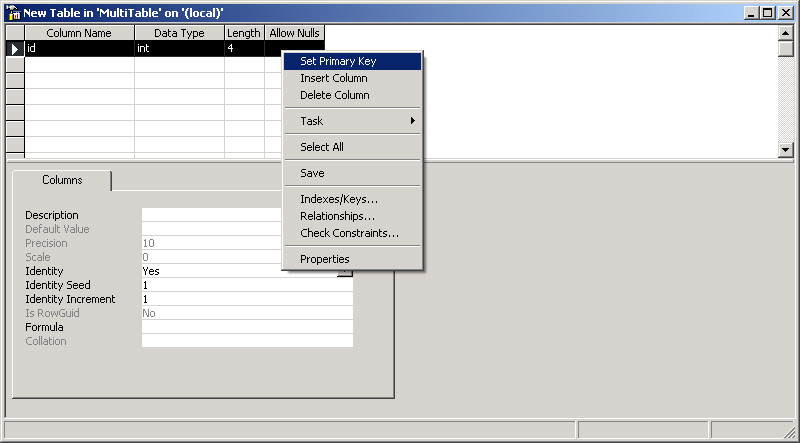 New Table in 'MultiTable' on '(local)'
Column Name Data Type Length Allow Nulls
id int 4
Set Primary Key
Insert Column
Delete Column
Task
Select All
Save
Indexes/Keys...
Relationships...
Check Constraints...
Properties
Columns
Description
Default Value
Precision 10
Scale 0
Identity Yes
Identity Seed 1
Identity Increment 1
Is RowGuid No
Formula
Collation